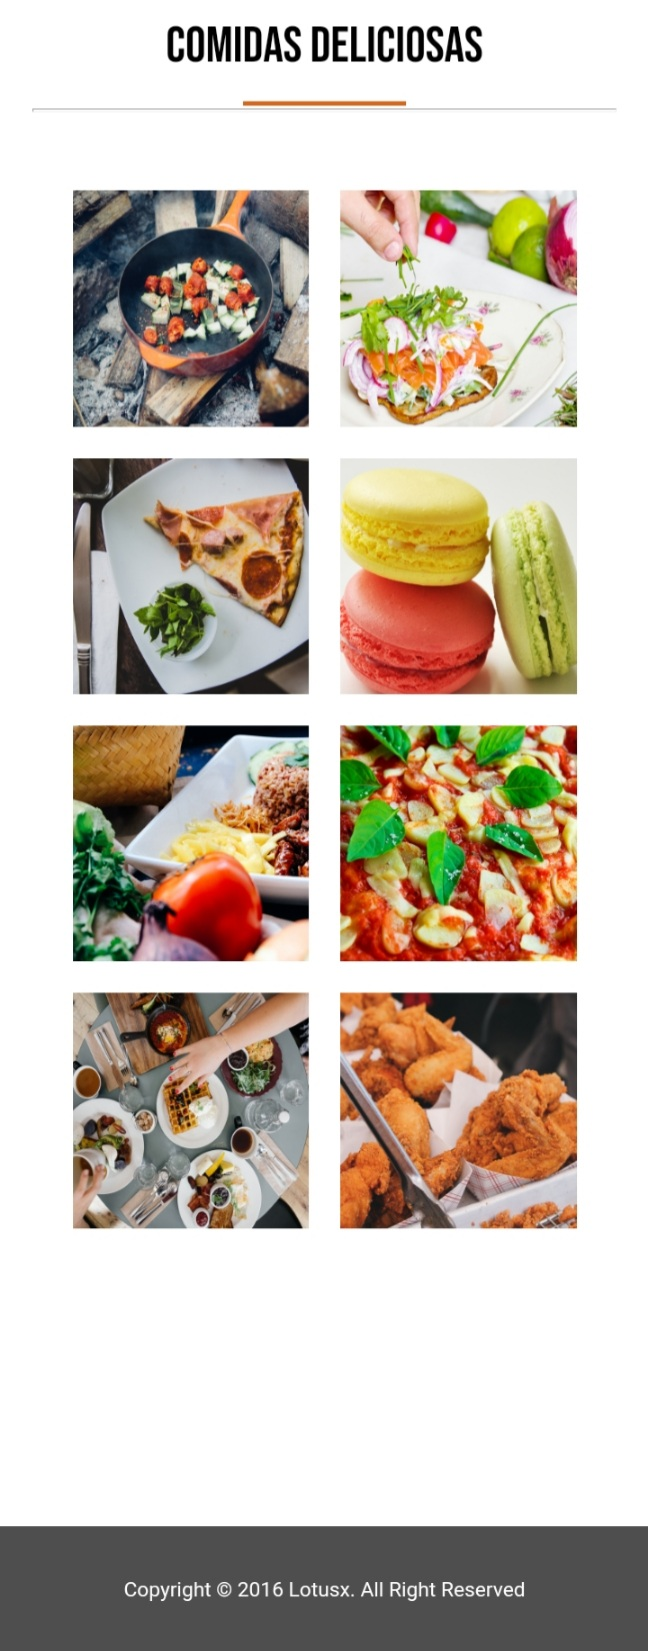 COMIDAS DELICIOSAS
Copyright © 2016 Lotusx. All Right Reserved